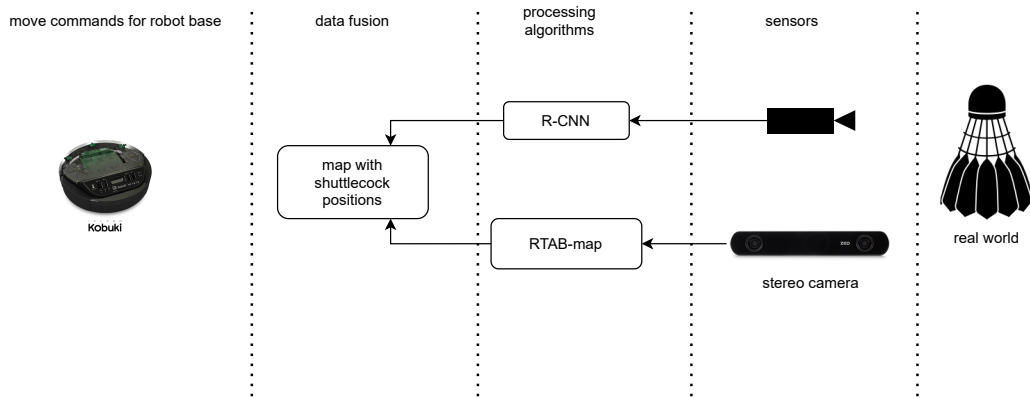 move commands for robot base
data fusion
processing
algorithms
sensors
R-CNN
map with
shuttlecock
positions
Kobuki
RTAB-map
real world
stereo camera